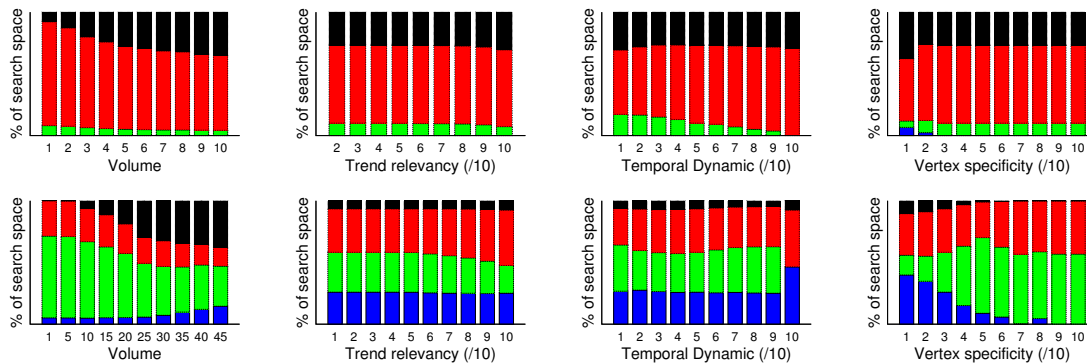 % of search space
1 2 3 4 5 6 7 8 9 10
Volume
% of search space
2 3 4 5 6 7 8 9 10
Trend relevancy (/10)
% of search space
1 2 3 4 5 6 7 8 9 10
Temporal Dynamic (/10)
% of search space
1 2 3 4 5 6 7 8 9 10
Vertex specificity (/10)
% of search space
1 5 10 15 20 25 30 35 40 45
Volume
% of search space
1 2 3 4 5 6 7 8 9 10
Trend relevancy (/10)
% of search space
1 2 3 4 5 6 7 8 9 10
Temporal Dynamic (/10)
% of search space
1 2 3 4 5 6 7 8 9 10
Vertex specificity (/10)